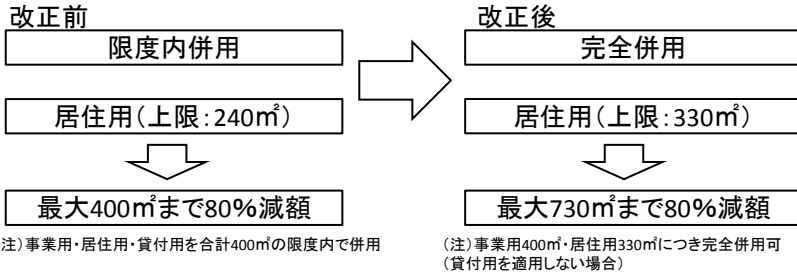 改正前
限度内併用
居住用(上限:240㎡)
最大400㎡まで80%減額
注)事業用・居住用・貸付用を合計400㎡の限度内で併用
改正後
完全併用
居住用(上限:330㎡)
最大730㎡まで80%減額
(注)事業用400㎡・居住用330㎡につき完全併用可
(貸付用を適用しない場合)